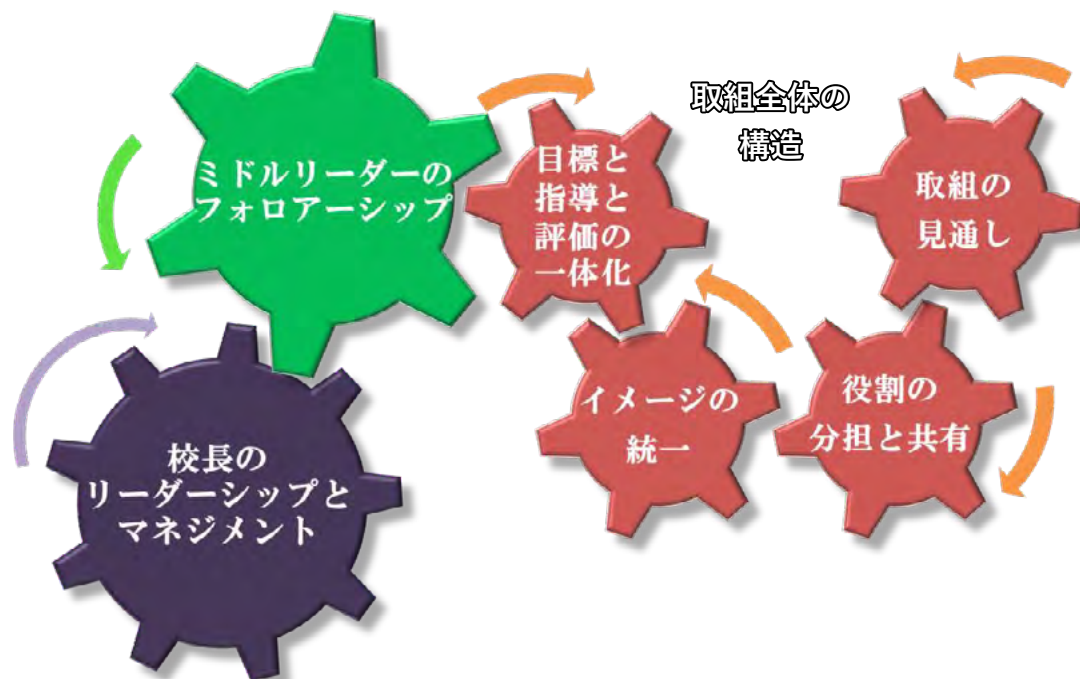 取組全体の
構造
ミドルリーダーの
フォロアーシップ
目標と
指導と
評価の
一体化
取組の
見通し
イメージの
統一
役割の
分担と共有
校長の
リーダーシップと
マネジメント